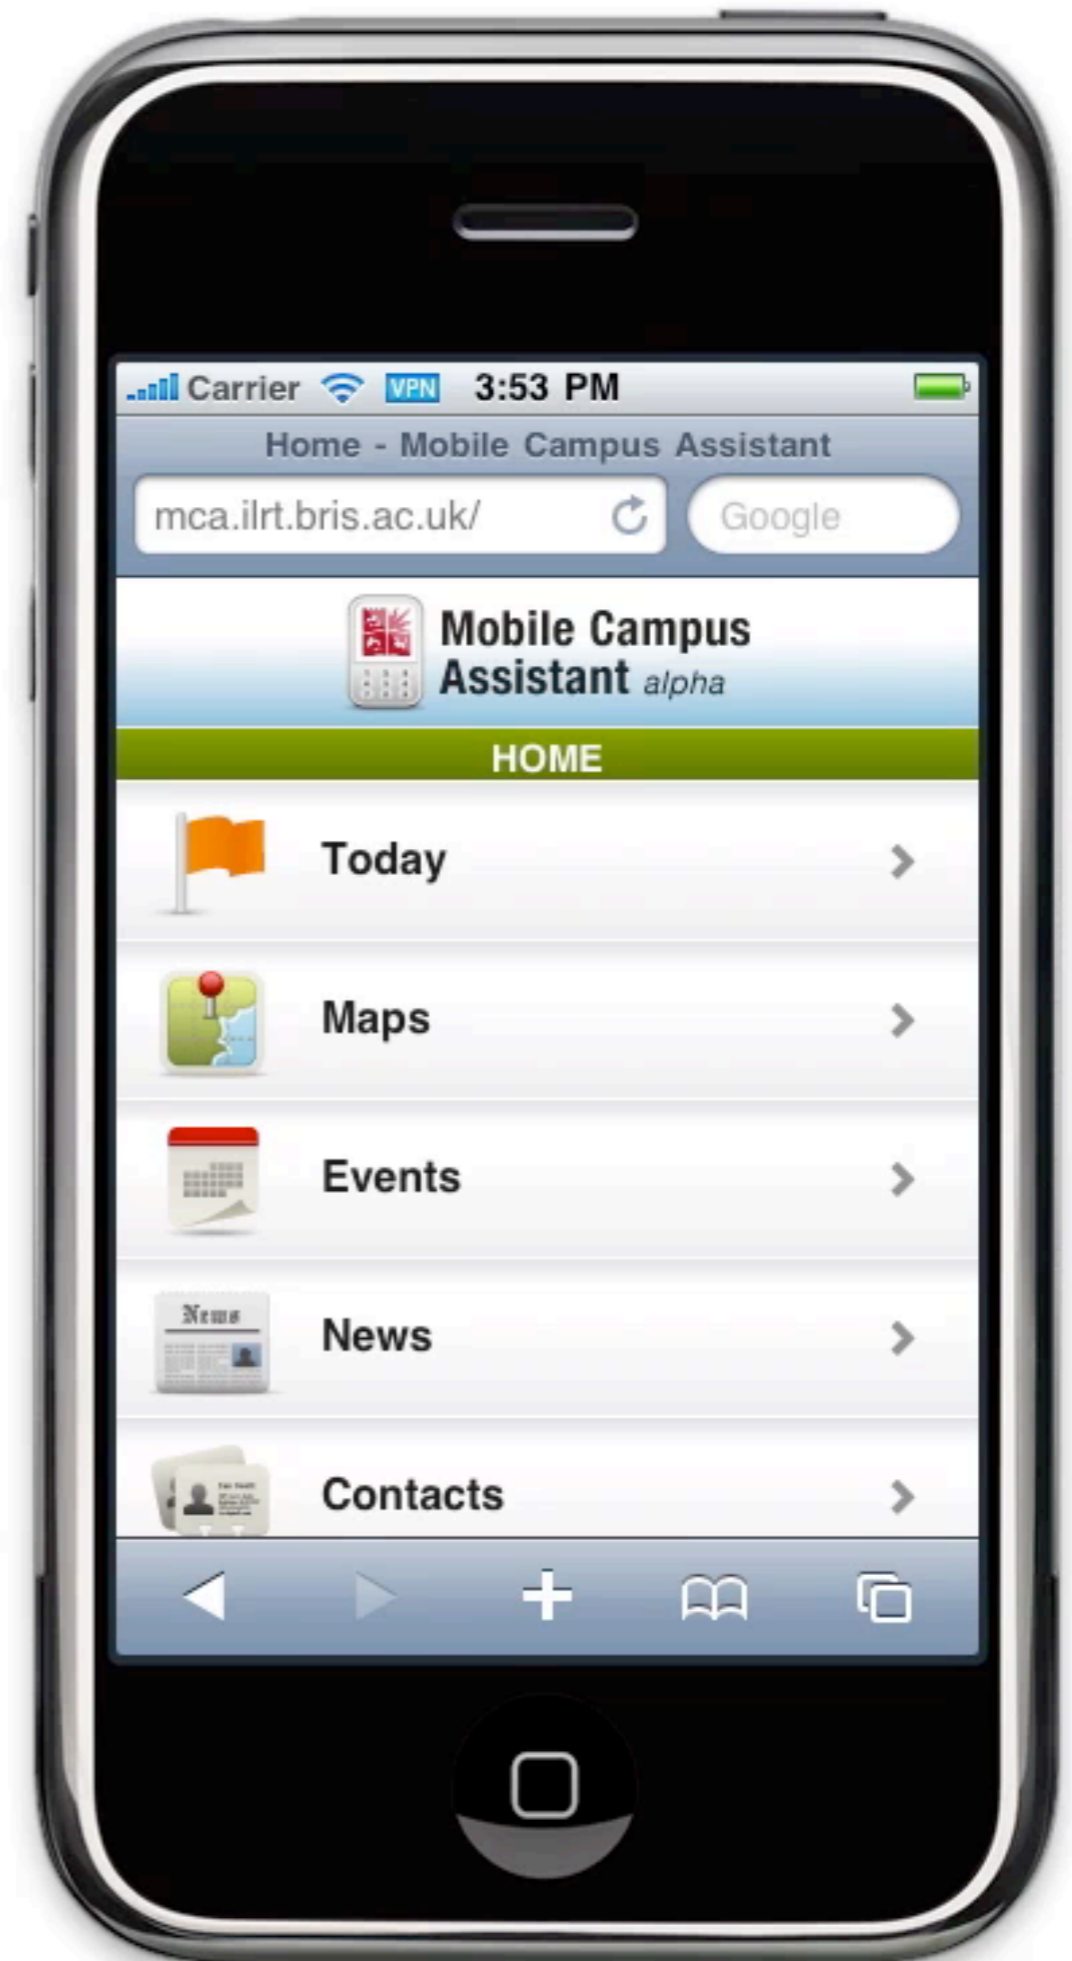 Carrier VPN 3:53 PM
Home - Mobile Campus Assistant
mca.ilrt.bris.ac.uk/ Google
Mobile Campus
Assistant alpha
HOME
Today
Maps
Events
News
News
Contacts